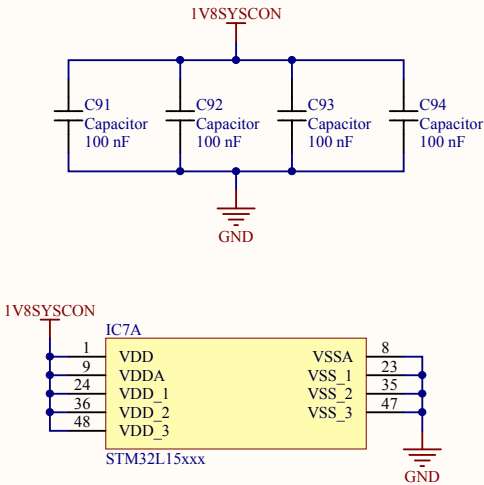 1V8SYSCON
C91
Capacitor
100 nF
C92
Capacitor
100 nF
C93
Capacitor
100 nF
C94
Capacitor
100 nF
GND
1V8SYSCON
IC7A
1 VDD VSSA 8
9 VDDA VSS_1 23
24 VDD_1 VSS_2 35
36 VDD_2 VSS_3 47
48 VDD_3
STM32L15xxx
GND